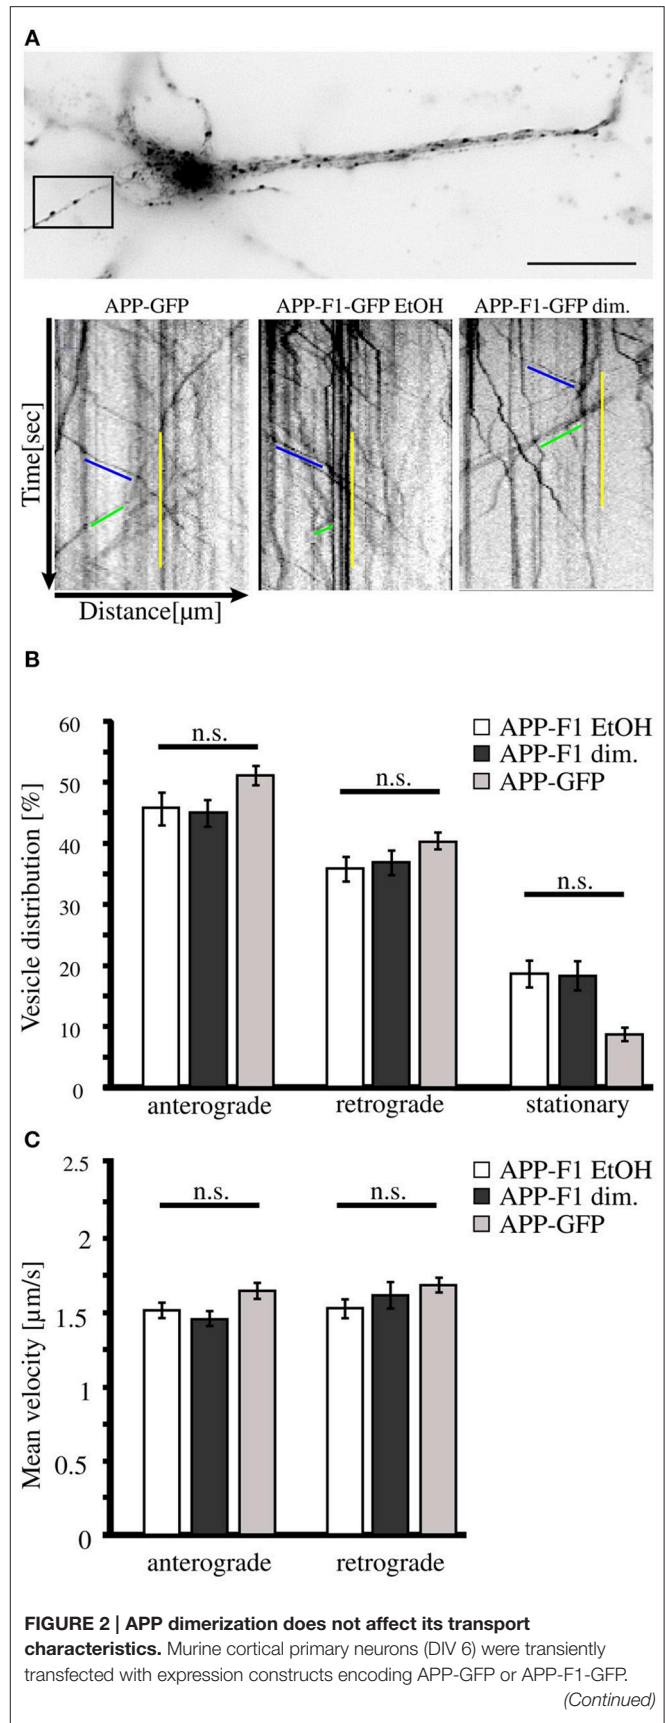 A
APP-GFP
APP-F1-GFP EtOH
APP-F1-GFP dim.
Time[sec]
Distance[µm]
B
60
50
40
30
20
10
0
Vesicle distribution [%]
n.s.
n.s.
n.s.
APP-F1 EtOH
APP-F1 dim.
APP-GFP
anterograde
retrograde
stationary
C
2.5
2
1.5
1
0.5
0
Mean velocity [µm/s]
n.s.
n.s.
APP-F1 EtOH
APP-F1 dim.
APP-GFP
anterograde
retrograde
FIGURE 2 | APP dimerization does not affect its transport
characteristics. Murine cortical primary neurons (DIV 6) were transiently
transfected with expression constructs encoding APP-GFP or APP-F1-GFP.
(Continued)